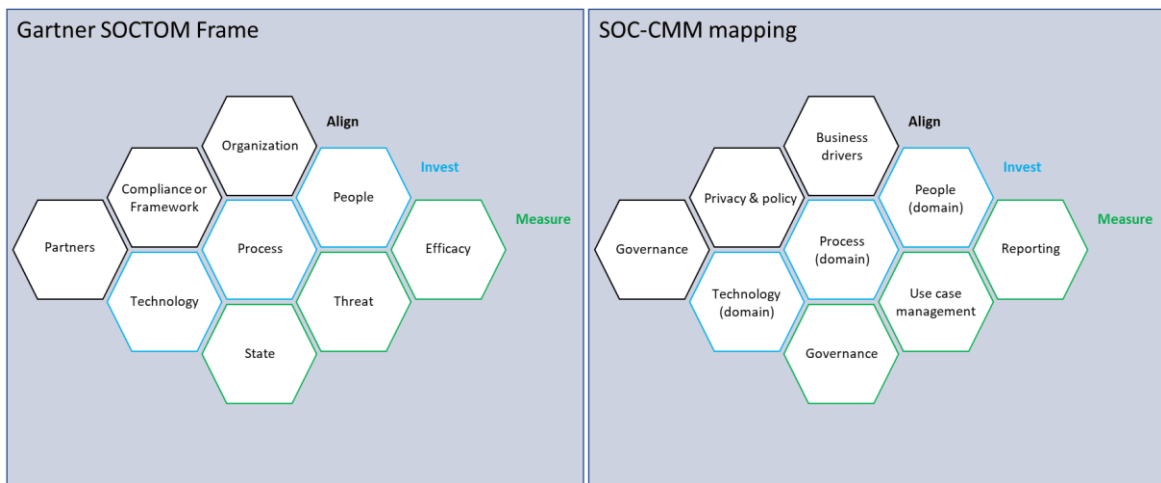 Gartner SOCTOM Frame
Organization
Align
Compliance or
Framework
People
Invest
Partners
Process
Efficacy
Measure
Technology
Threat
State
SOC-CMM mapping
Business
drivers
Align
Privacy & policy
People
(domain)
Invest
Governance
Process
(domain)
Reporting
Measure
Technology
(domain)
Use case
management
Governance